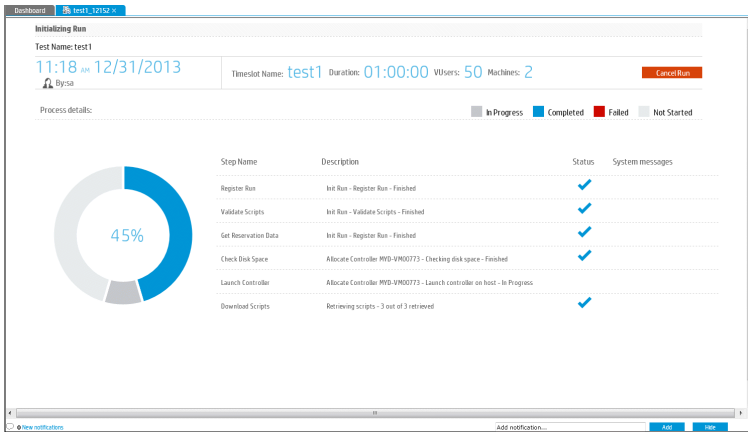 Dashboard test1_12152 ×
Initializing Run
Test Name: test1
11:18 AM 12/31/2013
By:sa
Timeslot Name: test1 Duration: 01:00:00 VUsers: 50 Machines: 2
Cancel Run
Process details:
In Progress Completed Failed Not Started
45%
Step Name Description Status System messages
Register Run Init Run - Register Run - Finished
Validate Scripts Init Run - Validate Scripts - Finished
Get Reservation Data Init Run - Register Run - Finished
Check Disk Space Allocate Controller MYD-VM00773 - Checking disk space - Finished
Launch Controller Allocate Controller MYD-VM00773 - Launch controller on host - In Progress
Download Scripts Retrieving scripts - 3 out of 3 retrieved
0 New notifications
Add notification...
Add Hide